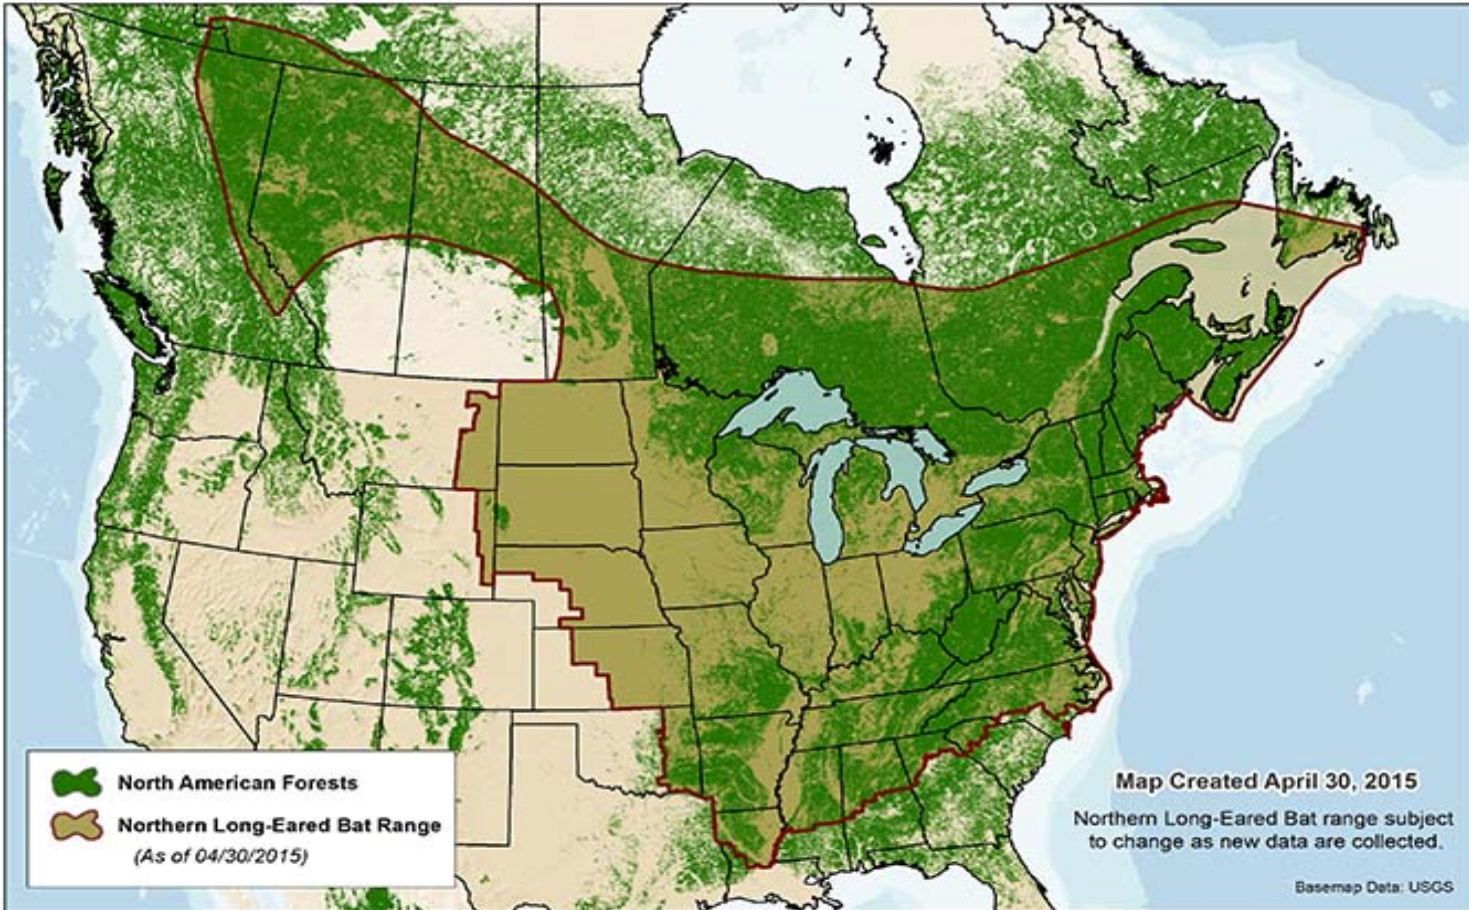 North American Forests
Northern Long-Eared Bat Range
(As of 04/30/2015)
Map Created April 30, 2015
Northern Long-Eared Bat range subject
to change as new data are collected.
Basemap Data: USGS